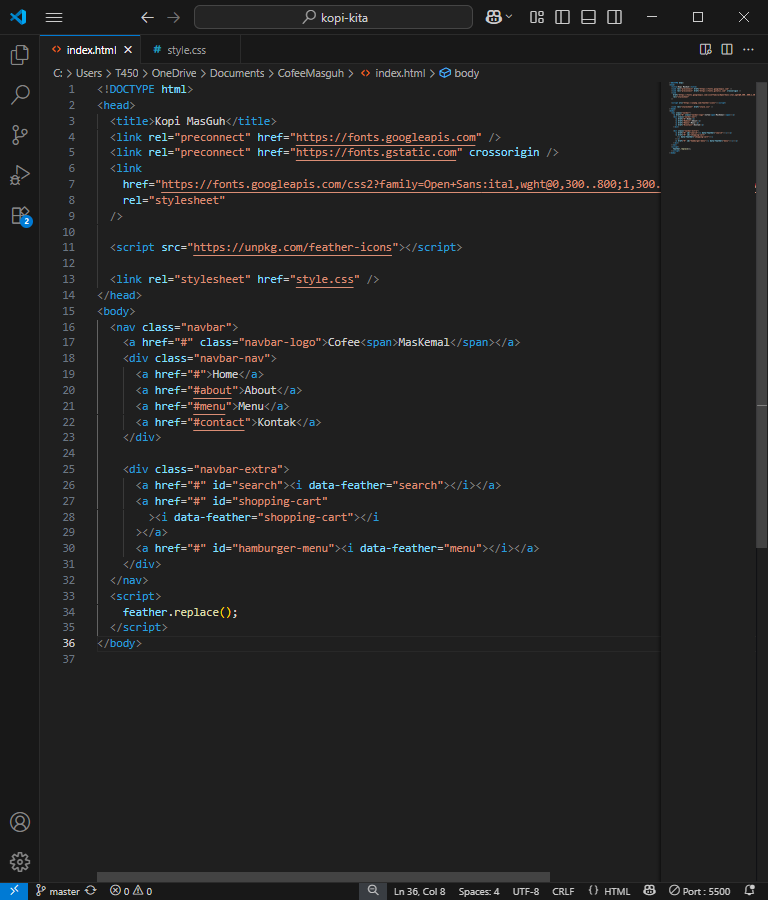 kopi-kita
index.html
# style.css
C: > Users > T450 > OneDrive > Documents > CofeeMasguh > index.html > body
1 <!DOCTYPE html>
2 <head>
3 <title>Kopi MasGuh</title>
4 <link rel="preconnect" href="https://fonts.googleapis.com" />
5 <link rel="preconnect" href="https://fonts.gstatic.com" crossorigin />
6 <link
7 href="https://fonts.googleapis.com/css2?family=Open+Sans:ital,wght@0,300..800;1,300.
8 rel="stylesheet"
9 />
10
11 <script src="https://unpkg.com/feather-icons"></script>
12
13 <link rel="stylesheet" href="style.css" />
14 </head>
15 <body>
16 <nav class="navbar">
17 <a href="#" class="navbar-logo">Cofee<span>MasKemal</span></a>
18 <div class="navbar-nav">
19 <a href="#">Home</a>
20 <a href="#about">About</a>
21 <a href="#menu">Menu</a>
22 <a href="#contact">Kontak</a>
23 </div>
24
25 <div class="navbar-extra">
26 <a href="#" id="search"><i data-feather="search"></i></a>
27 <a href="#" id="shopping-cart"
28 ><i data-feather="shopping-cart"></i
29 ></a>
30 <a href="#" id="hamburger-menu"><i data-feather="menu"></i></a>
31 </div>
32 </nav>
33 <script>
34 feather.replace();
35 </script>
36 </body>
37
2
master 0 0 Ln 36, Col 8 Spaces: 4 UTF-8 CRLF {} HTML Port : 5500